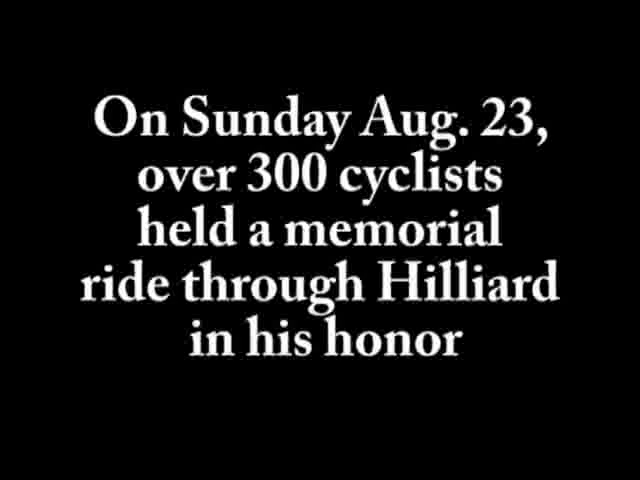 On Sunday Aug. 23,
over 300 cyclists
held a memorial
ride through Hilliard
in his honor